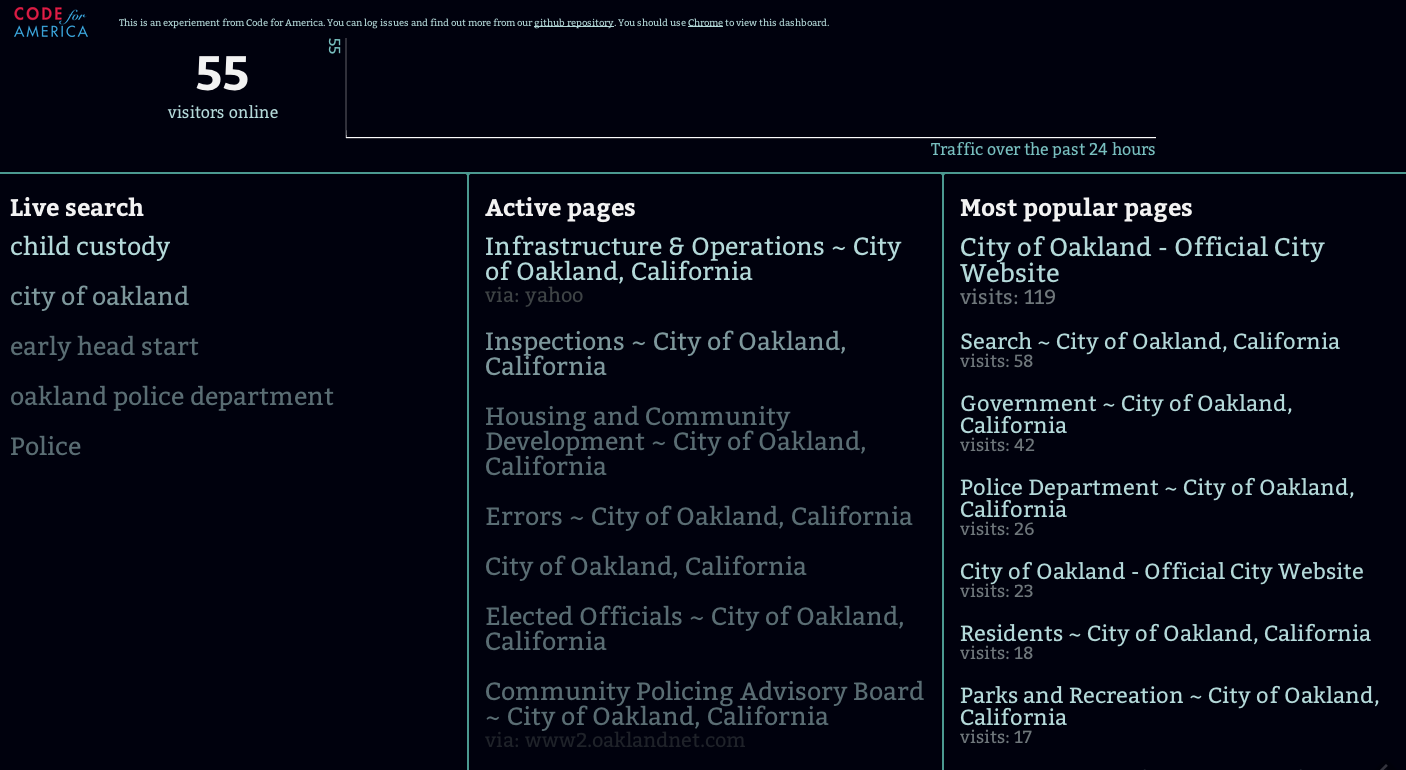 CODE for
AMERICA
This is an experiement from Code for America. You can log issues and find out more from our github repository. You should use Chrome to view this dashboard.
55
visitors online
55
Traffic over the past 24 hours
Live search
child custody
city of oakland
early head start
oakland police department
Police
Active pages
Infrastructure & Operations ~ City
of Oakland, California
via: yahoo
Inspections ~ City of Oakland,
California
Housing and Community
Development ~ City of Oakland,
California
Errors ~ City of Oakland, California
City of Oakland, California
Elected Officials ~ City of Oakland,
California
Community Policing Advisory Board
~ City of Oakland, California
via: www2.oaklandnet.com
Most popular pages
City of Oakland - Official City
Website
visits: 119
Search ~ City of Oakland, California
visits: 58
Government ~ City of Oakland,
California
visits: 42
Police Department ~ City of Oakland,
California
visits: 26
City of Oakland - Official City Website
visits: 23
Residents ~ City of Oakland, California
visits: 18
Parks and Recreation ~ City of Oakland,
California
visits: 17